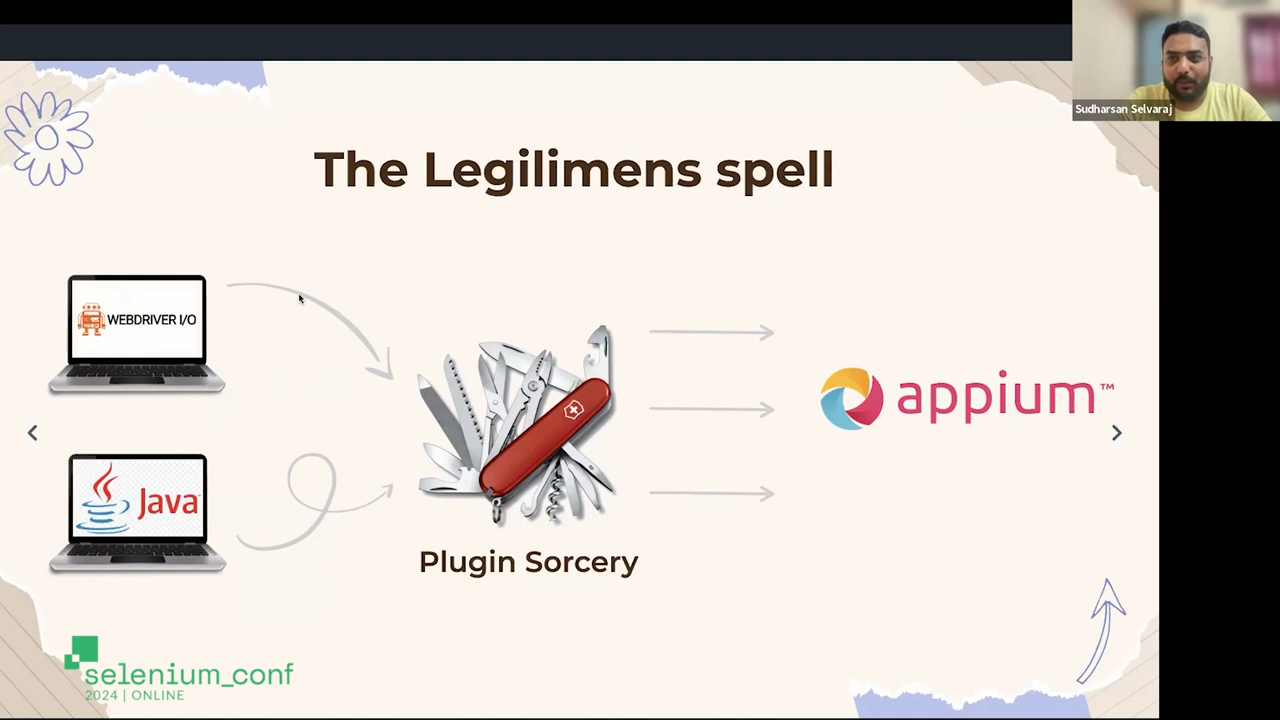 Sudharsan Selvaraj
The Legilimens spell
WEBDRIVER I/O
Java
appium™
Plugin Sorcery
selenium_conf
2024 | ONLINE